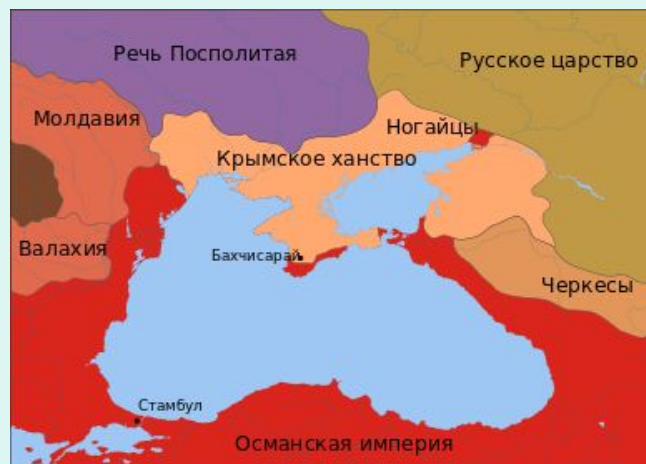 Речь Посполитая
Русское царство
Молдавия
Ногайцы
Крымское ханство
Валахия
Бахчисарай
Черкесы
Стамбул
Османская империя